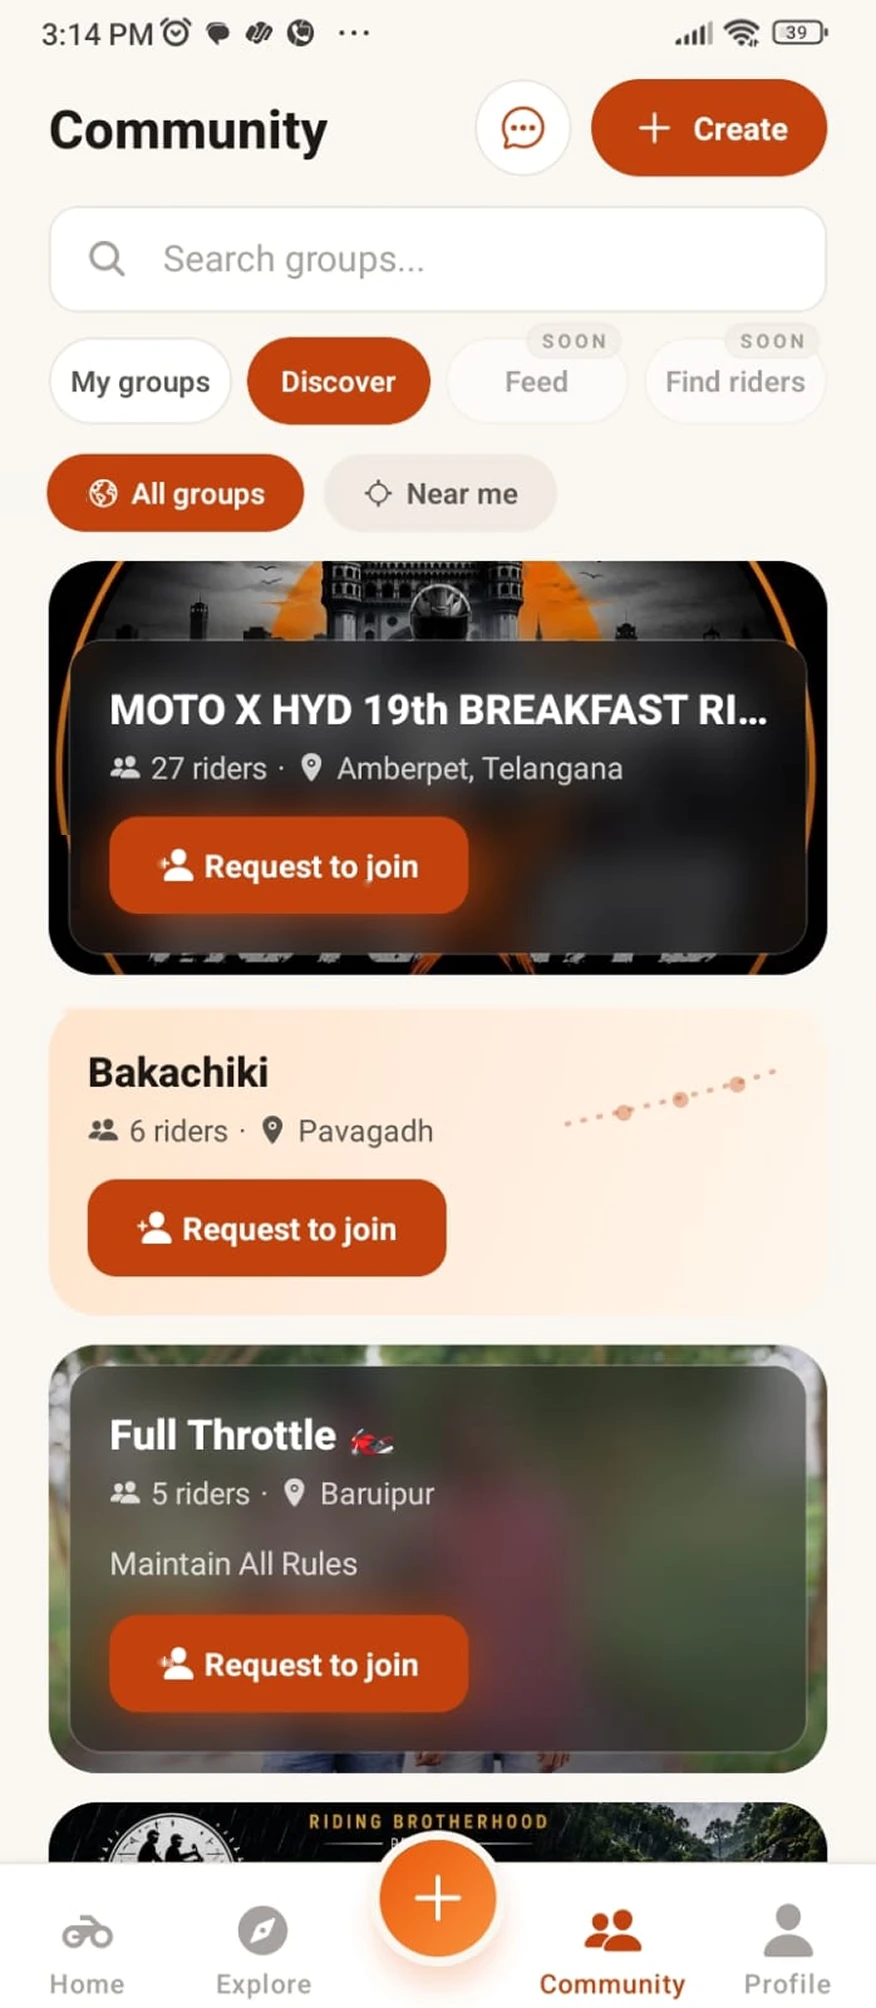 3:14 PM
39
Community
Create
Search groups...
SOON
SOON
My groups
Discover
Feed
Find riders
All groups
Near me
MOTO X HYD 19th BREAKFAST RI...
27 riders · Amberpet, Telangana
Request to join
Bakachiki
6 riders · Pavagadh
Request to join
Full Throttle 🏍️
5 riders · Baruipur
Maintain All Rules
Request to join
RIDING BROTHERHOOD
Home
Explore
Community
Profile